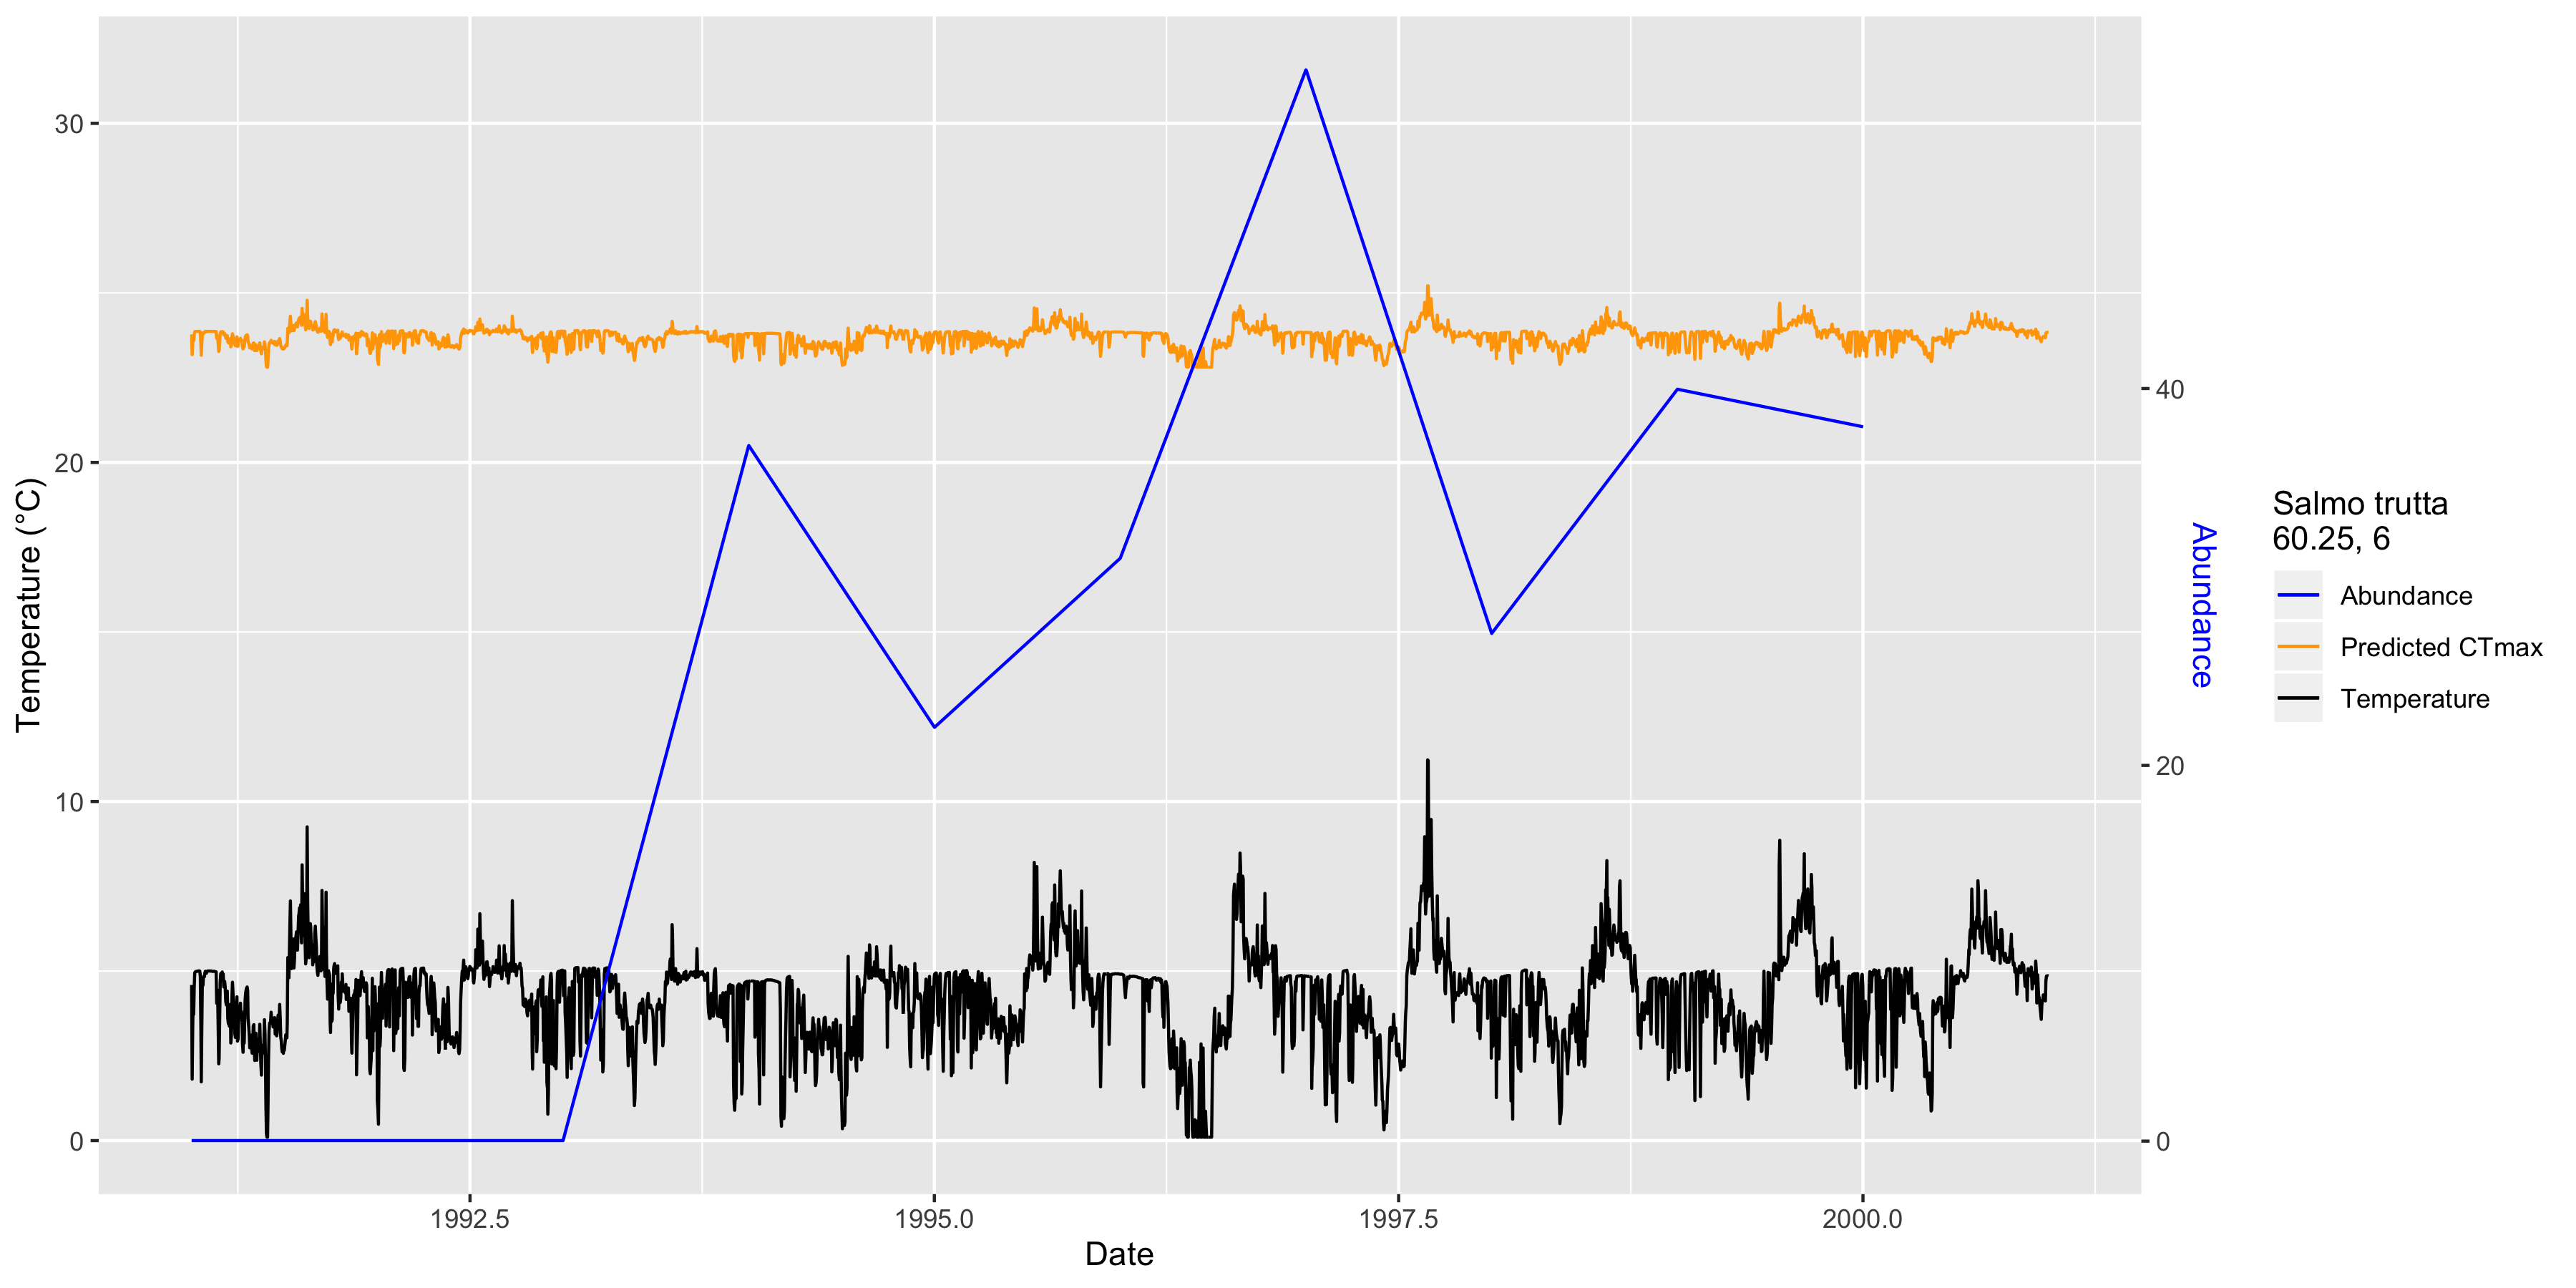 30
20
10
0
Temperature (°C)
1992.5
1995.0
1997.5
2000.0
Date
40
20
0
Abundance
Salmo trutta
60.25, 6
Abundance
Predicted CTmax
Temperature